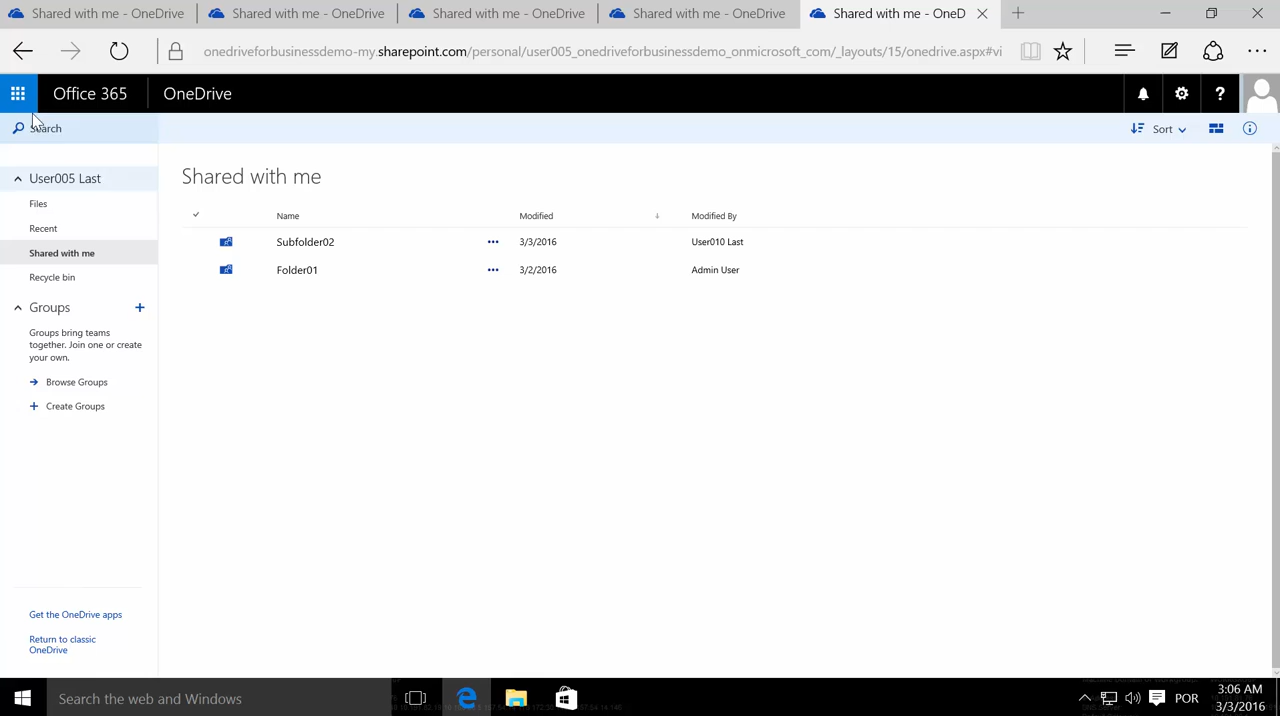 Shared with me - OneDrive
Shared with me - OneDrive
Shared with me - OneDrive
Shared with me - OneDrive
Shared with me - OneD
onedriveforbusinessdemo-my.sharepoint.com/personal/user005_onedriveforbusinessdemo_onmicrosoft_com/_layouts/15/onedrive.aspx#vi
Office 365
OneDrive
?
Search
Sort
User005 Last
Files
Recent
Shared with me
Recycle bin
Groups
Groups bring teams
together. Join one or create
your own.
Browse Groups
Create Groups
Get the OneDrive apps
Return to classic
OneDrive
Shared with me
Name Modified Modified By
Subfolder02 3/3/2016 User010 Last
Folder01 3/2/2016 Admin User
Search the web and Windows
POR
3:06 AM
3/3/2016